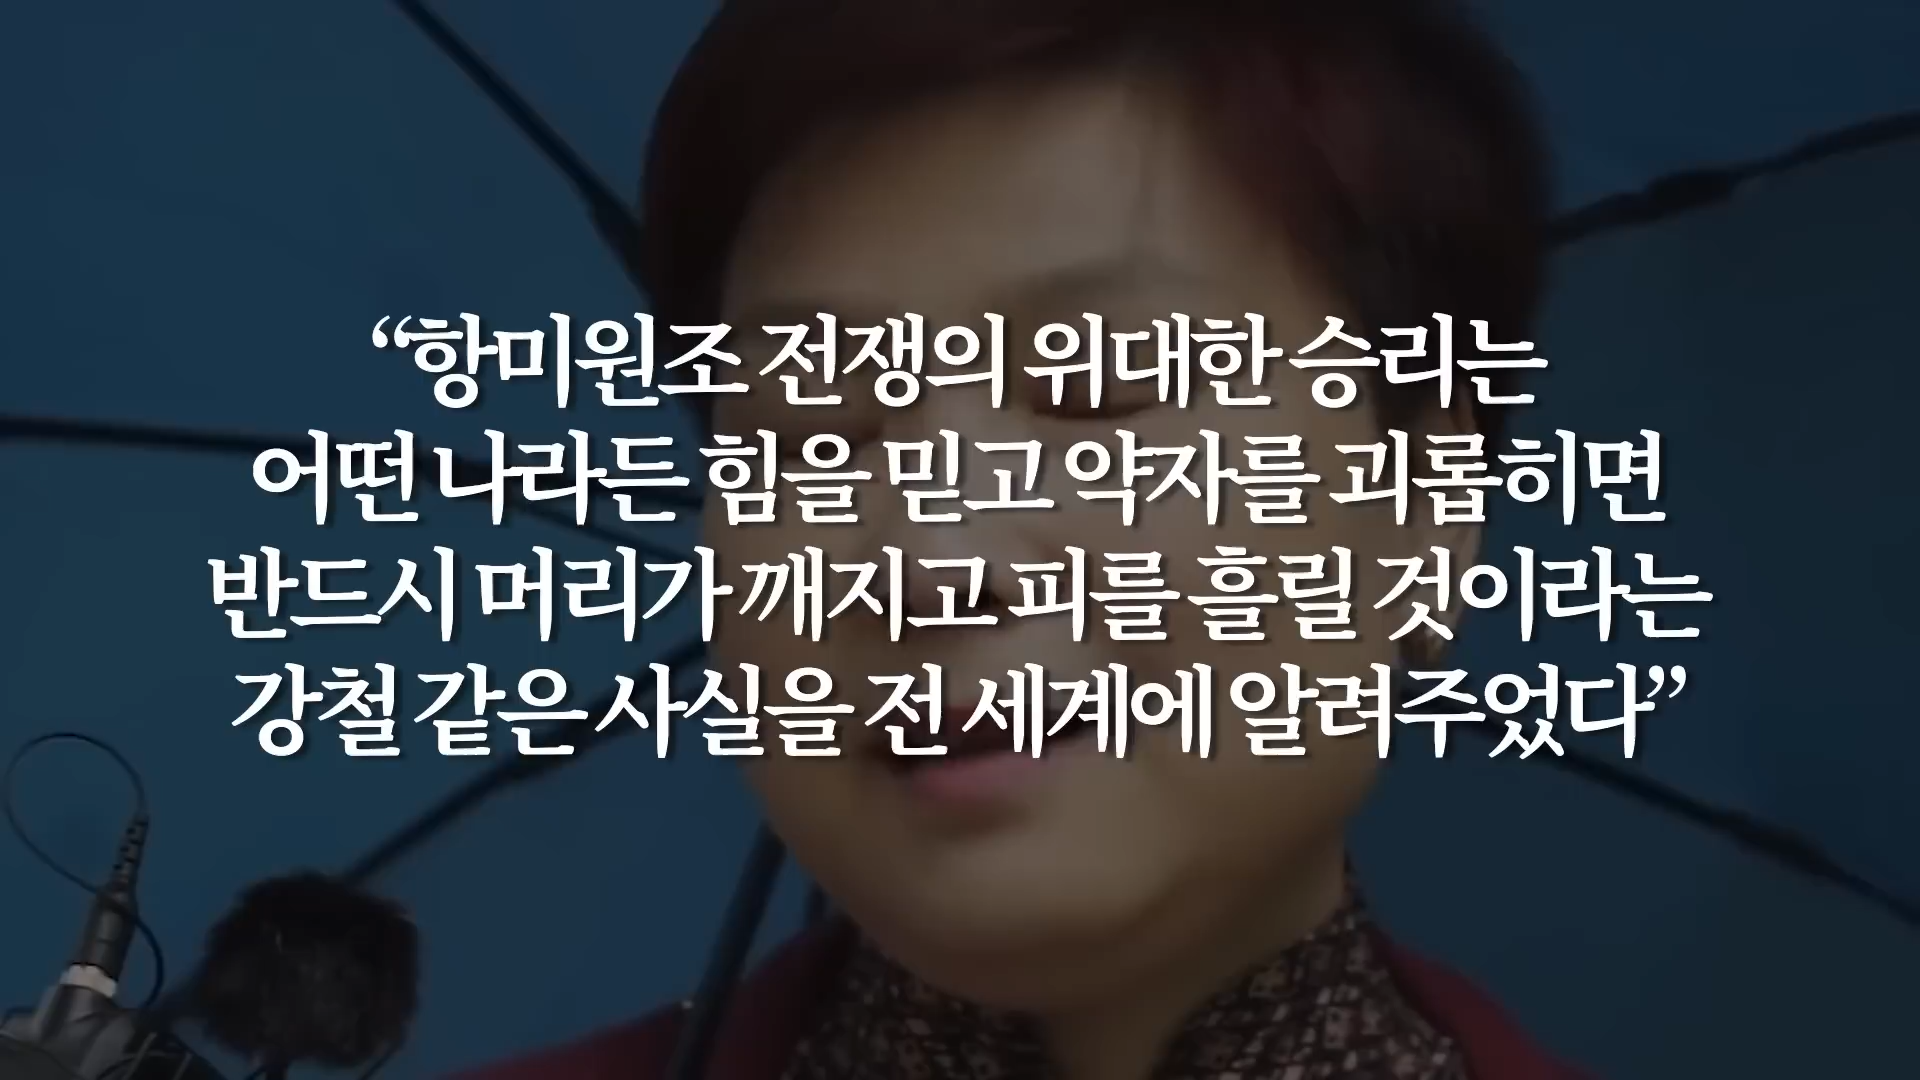 “항미원조 전쟁의 위대한 승리는
어떤 나라든 힘을 믿고 약자를 괴롭히면
반드시 머리가 깨지고 피를 흘릴 것이라는
강철 같은 사실을 전 세계에 알려주었다”